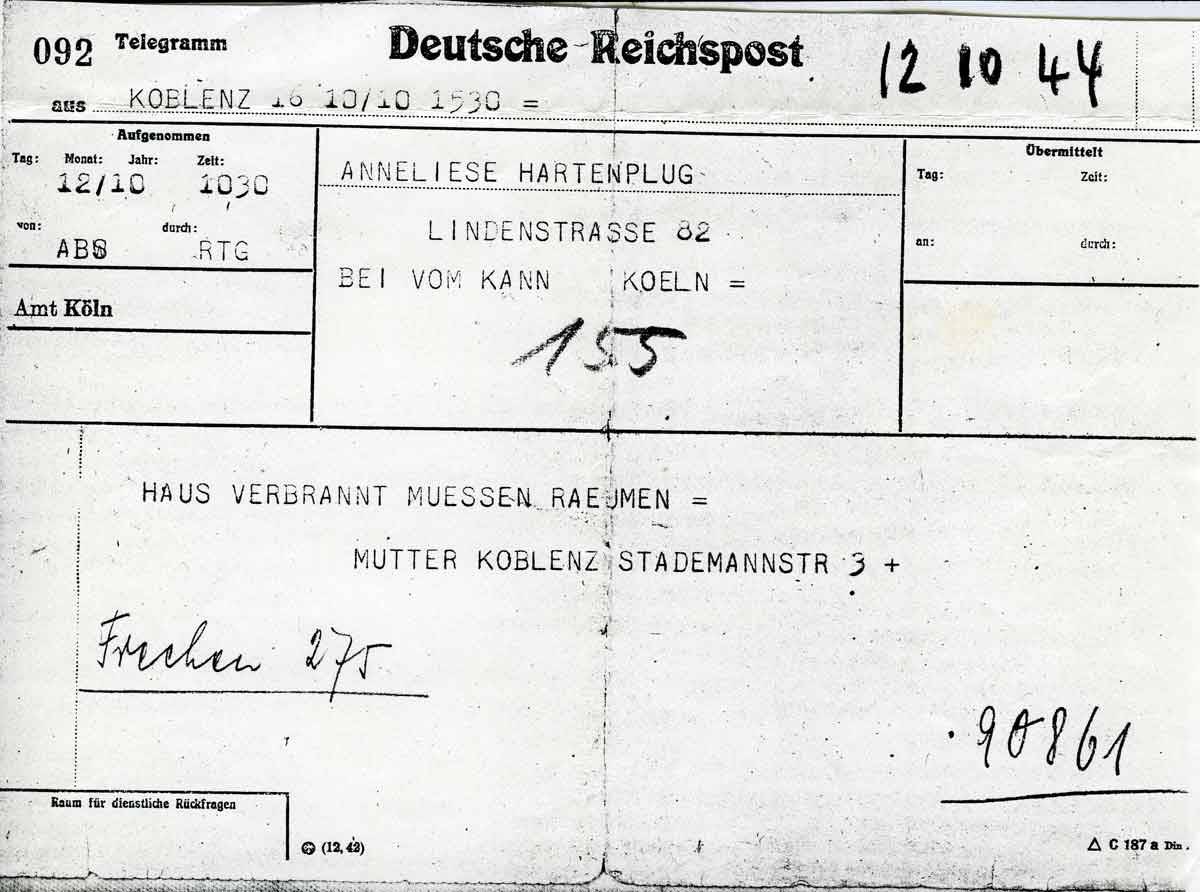 092 Telegramm Deutsche Reichspost 12 10 44
aus KOBLENZ 16 10/10 1530 =
Aufgenommen
Tag: Monat: Jahr: Zeit:
12/10 1030
von: durch:
ABS RTG
Amt Köln
ANNELIESE HARTENPLUG
LINDENSTRASSE 82
BEI VOM KANN KOELN =
155
Übermittelt
Tag: Zeit:
an: durch:
HAUS VERBRANNT MUESSEN RAEUMEN =
MUTTER KOBLENZ STADEMANNSTR 3 +
Frechen 275
90861
Raum für dienstliche Rückfragen
(12, 42)
C 187 a Din.